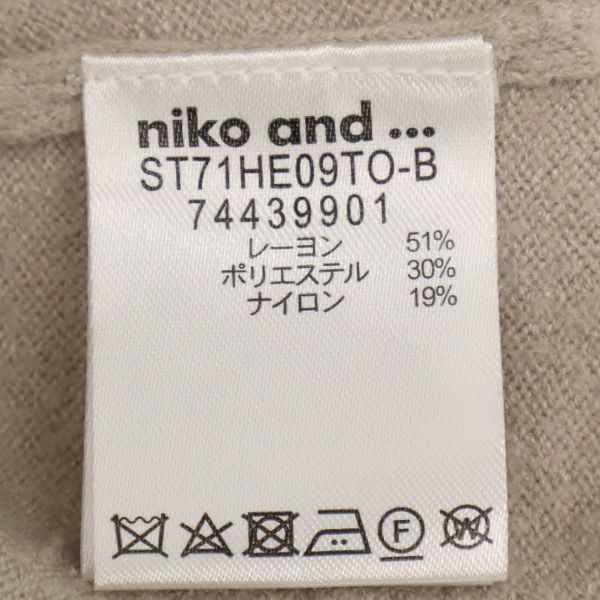 niko and ...
ST71HE09TO-B
74439901
レーヨン 51%
ポリエステル 30%
ナイロン 19%
F W